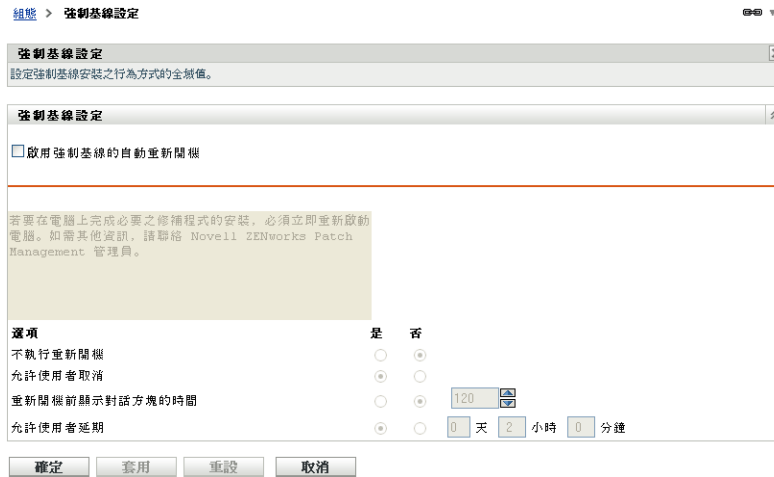 組態 > 強制基線設定
強制基線設定
設定強制基線安裝之行為方式的全域值。
強制基線設定
啟用強制基線的自動重新開機
若要在電腦上完成必要之修補程式的安裝，必須立即重新啟動
電腦。如需其他資訊，請聯絡 Novell ZENworks Patch
Management 管理員。
選項 是 否
不執行重新開機
允許使用者取消
重新開機前顯示對話方塊的時間 120
允許使用者延期 0 天 2 小時 0 分鐘
確定 套用 重設 取消